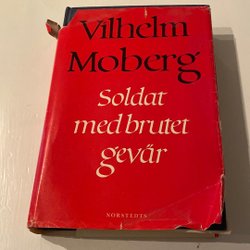 Vilhelm
Moberg
Soldat
med brutet
gevär
NORSTEDTS